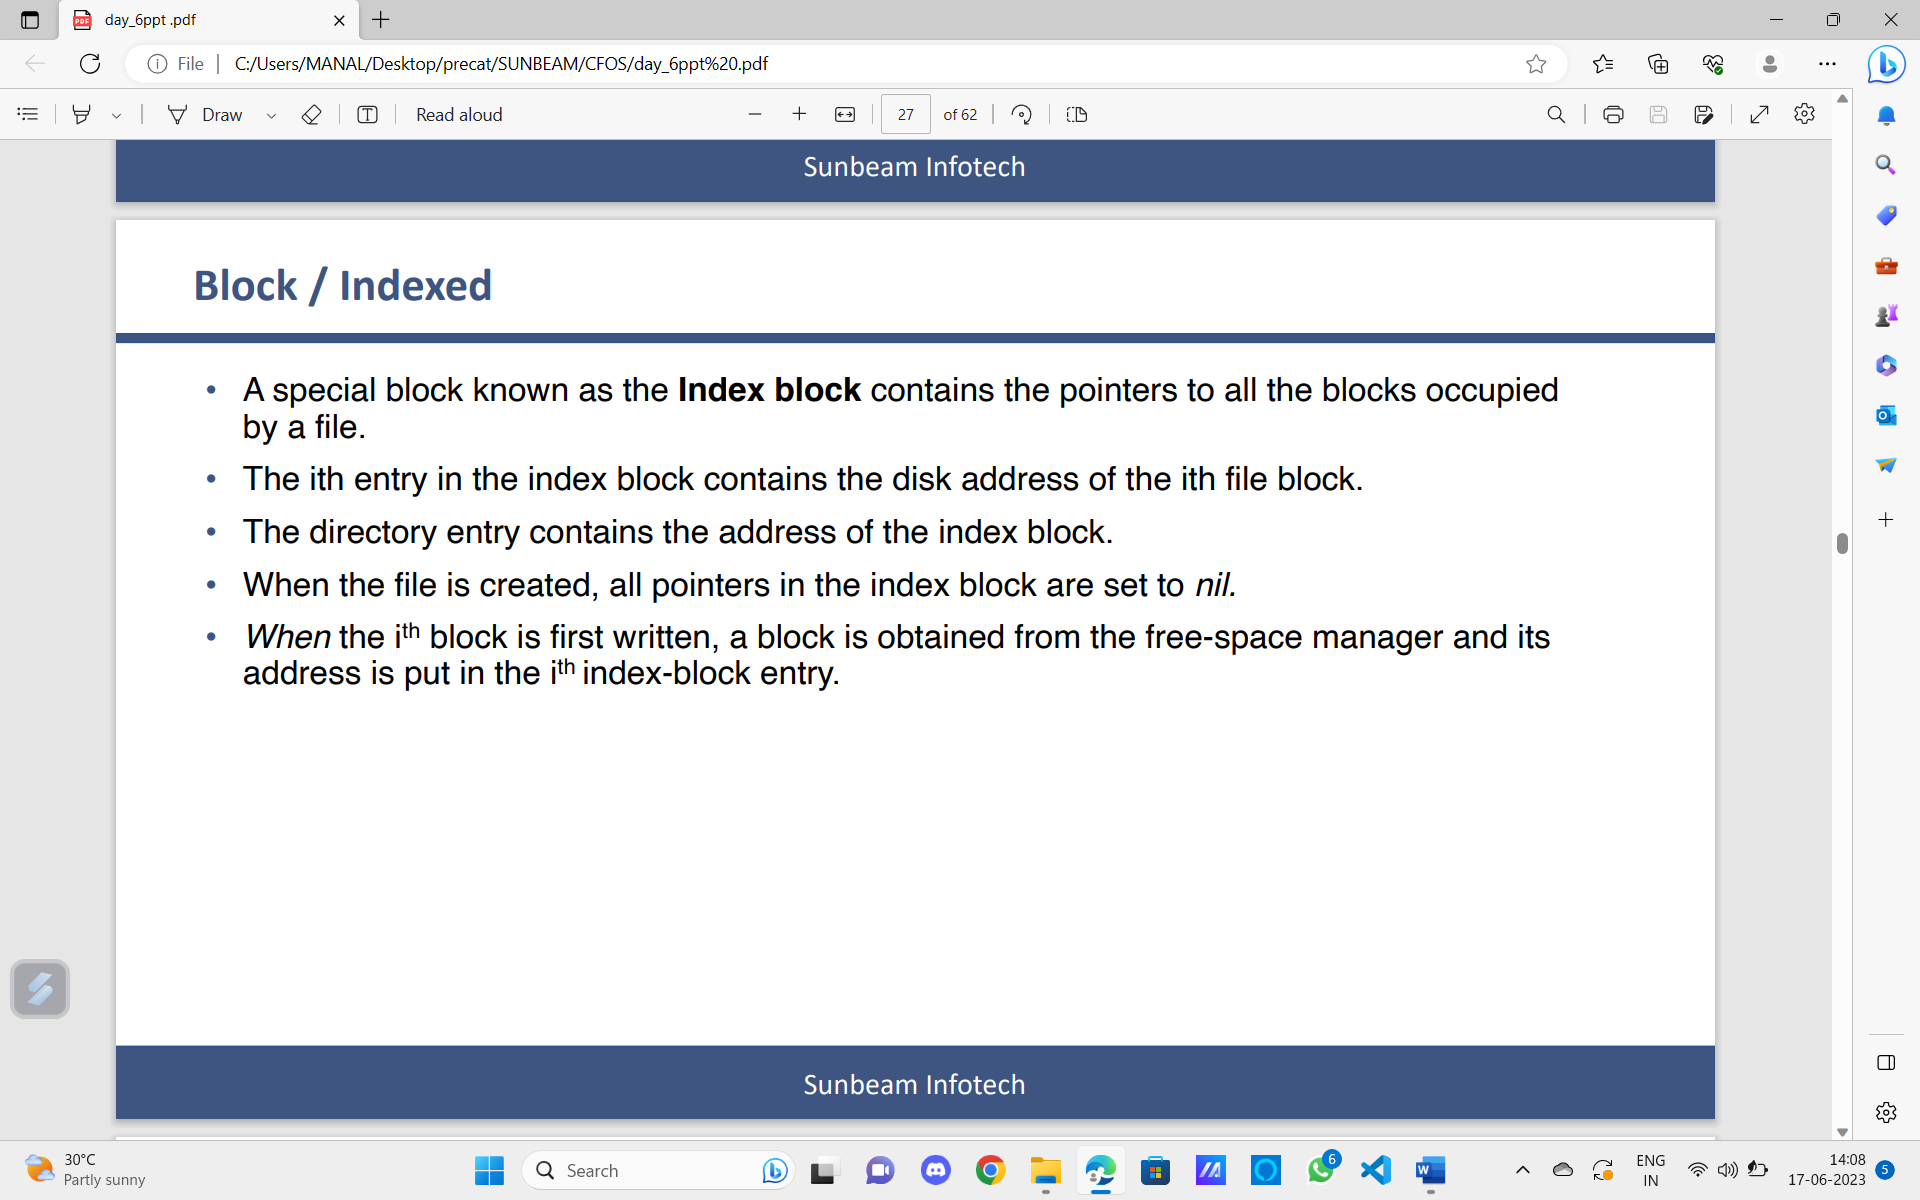 day_6ppt .pdf
File C:/Users/MANAL/Desktop/precat/SUNBEAM/CFOS/day_6ppt%20.pdf
Draw Read aloud 27 of 62
Sunbeam Infotech
Block / Indexed
• A special block known as the Index block contains the pointers to all the blocks occupied
by a file.
• The ith entry in the index block contains the disk address of the ith file block.
• The directory entry contains the address of the index block.
• When the file is created, all pointers in the index block are set to nil.
• When the ith block is first written, a block is obtained from the free-space manager and its
address is put in the ith index-block entry.
Sunbeam Infotech
30°C
Partly sunny
Search
6
ENG
IN
14:08
17-06-2023
5